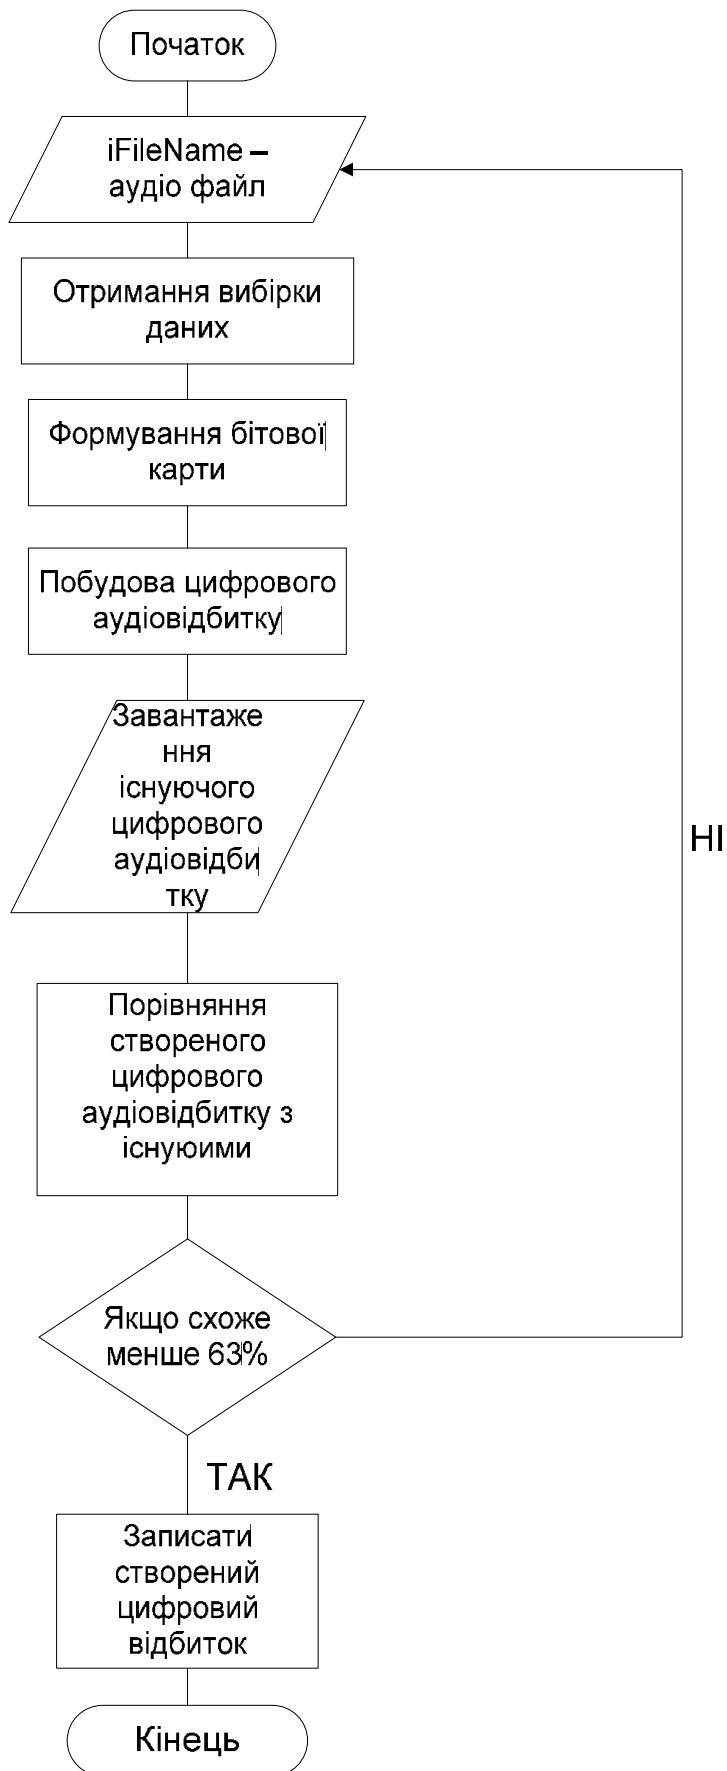 Початок
iFileName –
аудіо файл
Отримання вибірки
даних
Формування бітової
карти
Побудова цифрового
аудіовідбитку
Завантаже
ння
існуючого
цифрового
аудіовідби
тку
НІ
Порівняння
створеного
цифрового
аудіовідбитку з
існуюими
Якщо схоже
менше 63%
ТАК
Записати
створений
цифровий
відбиток
Кінець